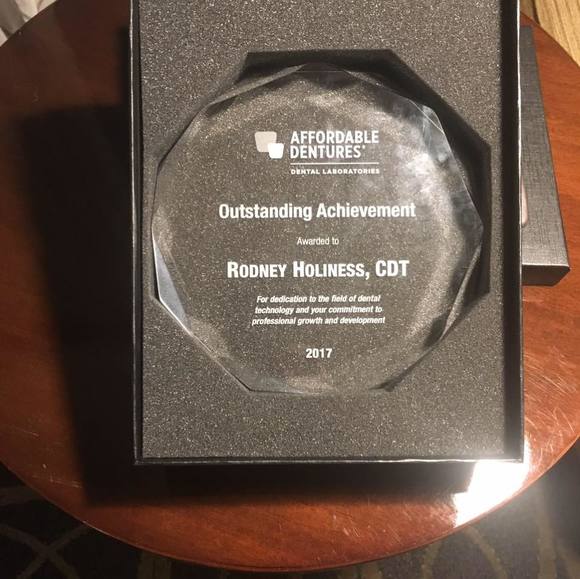 AFFORDABLE
DENTURES®
DENTAL LABORATORIES
Outstanding Achievement
Awarded to
RODNEY HOLINESS, CDT
For dedication to the field of dental
technology and your commitment to
professional growth and development
2017